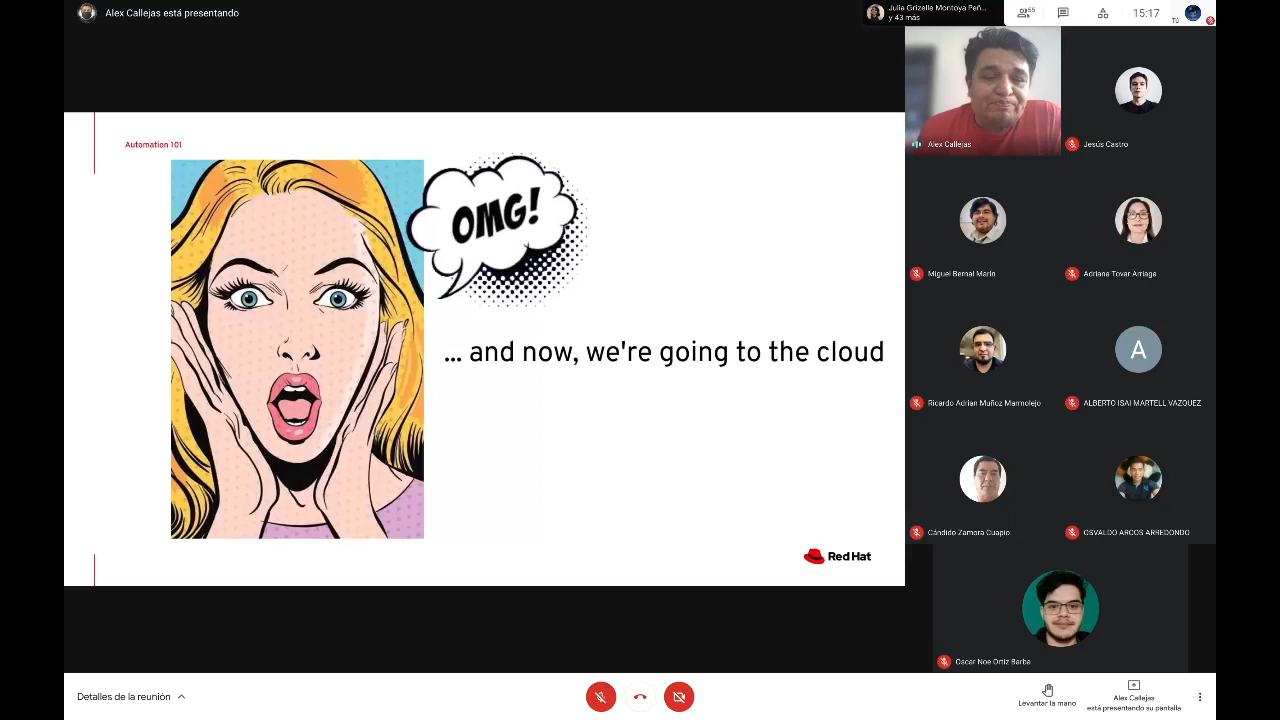 Alex Callejas está presentando
Julia Grizelle Montoya Peñ...
y 43 más
55
15:17
Tú
Automation 101
OMG!
... and now, we're going to the cloud
Red Hat
Alex Callejas
Jesús Castro
Miguel Bernal Marin
Adriana Tovar Arriaga
Ricardo Adrian Muñoz Marmolejo
A
ALBERTO ISAI MARTELL VAZQUEZ
Cándido Zamora Cuapio
OSVALDO ARCOS ARREDONDO
Oscar Noe Ortiz Barba
Detalles de la reunión
Levantar la mano
Alex Callejas
está presentando su pantalla